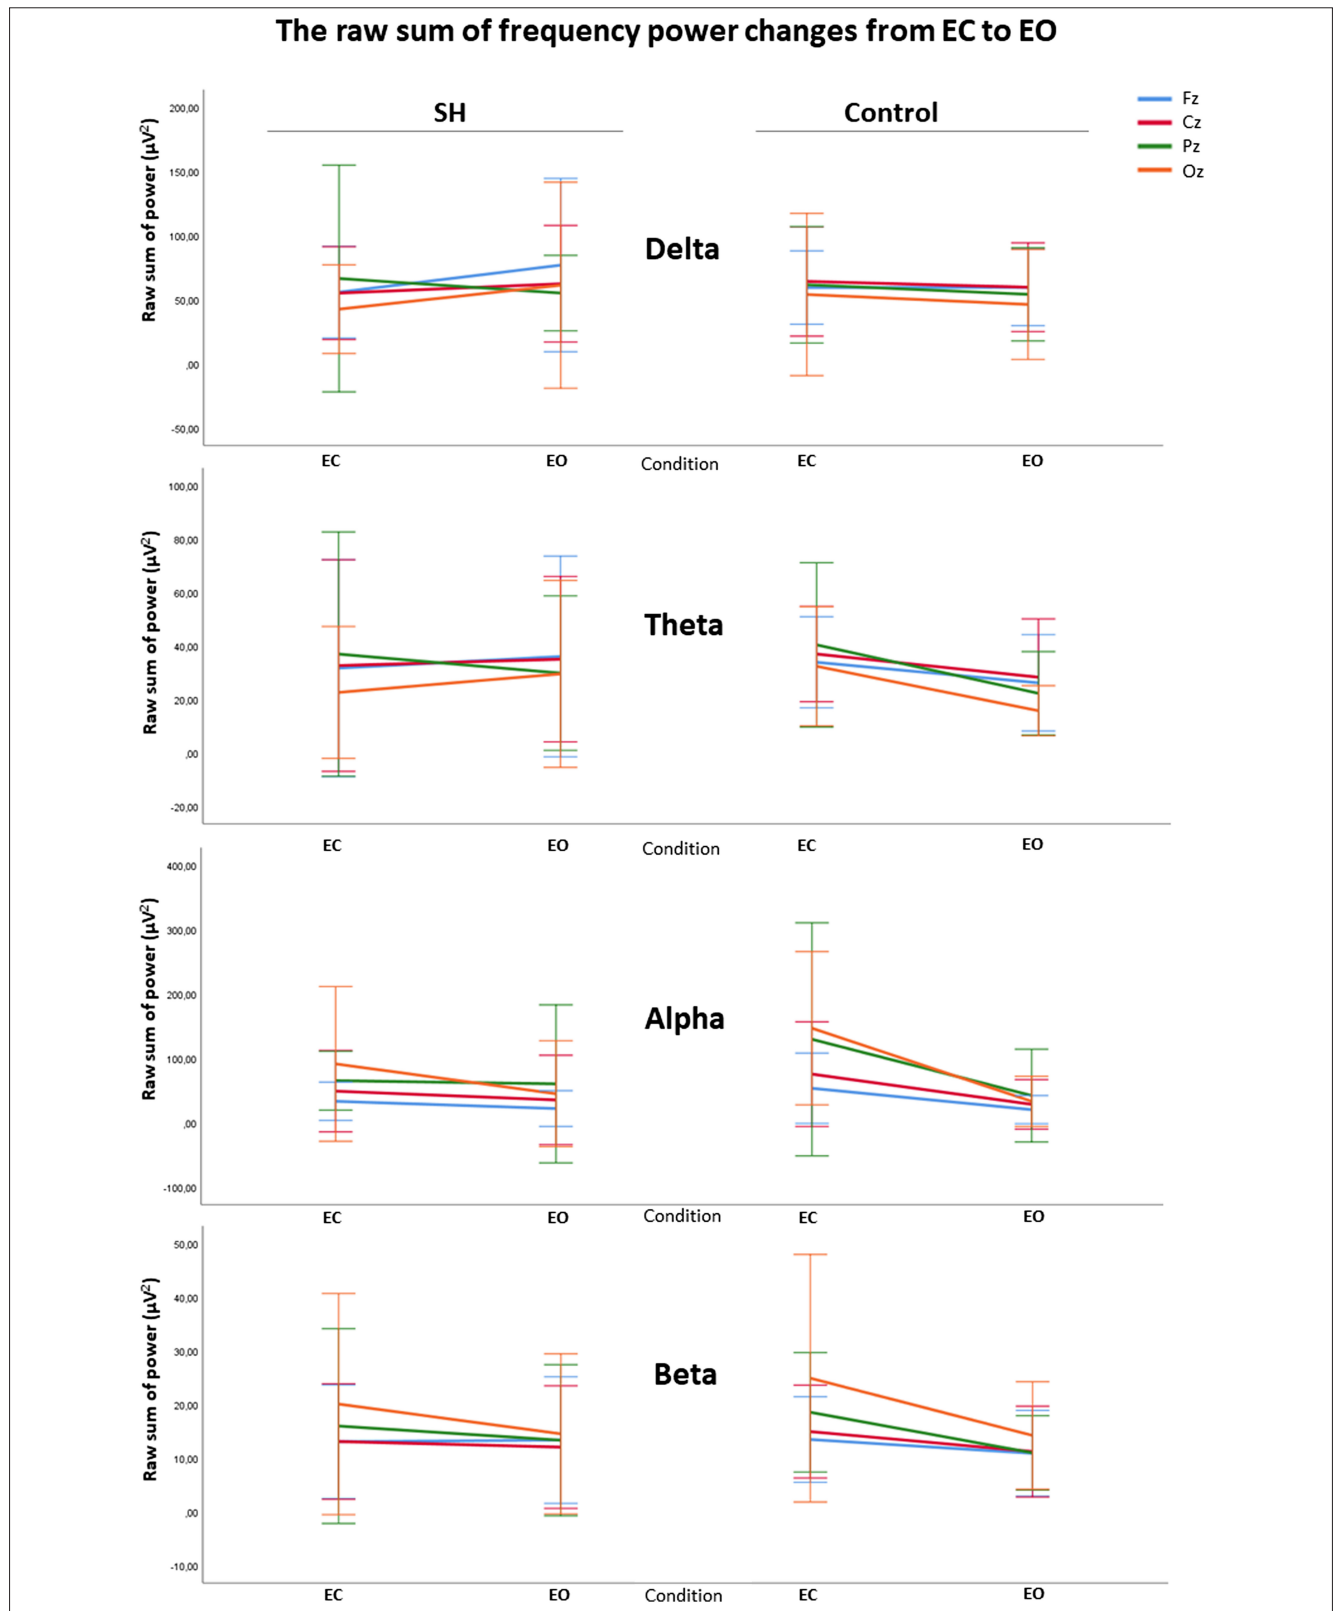 The raw sum of frequency power changes from EC to EO
SH
Control
Fz
Cz
Pz
Oz
Raw sum of power (µV²)
200,00
150,00
100,00
50,00
,00
-50,00
Delta
EC
EO
Condition
EC
EO
Raw sum of power (µV²)
100,00
80,00
60,00
40,00
20,00
,00
-20,00
Theta
EC
EO
Condition
EC
EO
Raw sum of power (µV²)
400,00
300,00
200,00
100,00
,00
-100,00
Alpha
EC
EO
Condition
EC
EO
Raw sum of power (µV²)
50,00
40,00
30,00
20,00
10,00
,00
-10,00
Beta
EC
EO
Condition
EC
EO